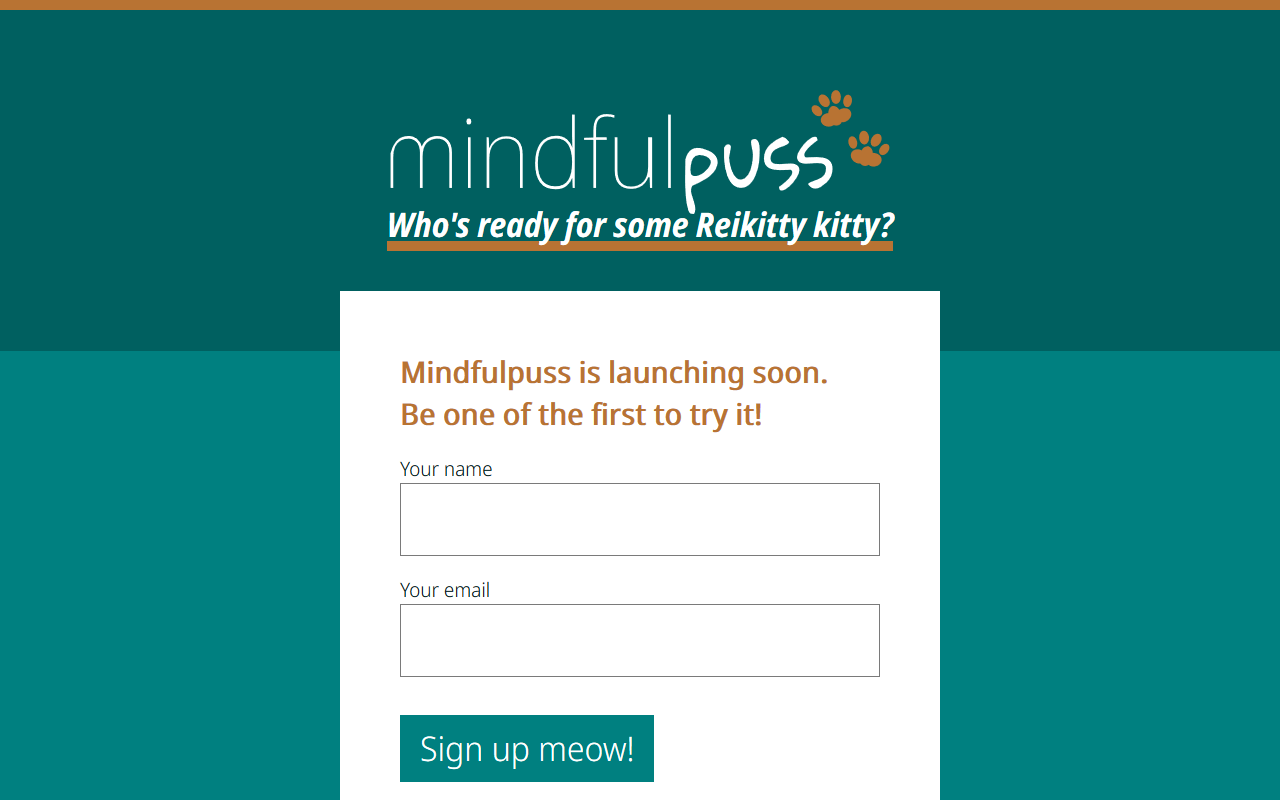 mindfulpuss
Who's ready for some Reikitty kitty?
Mindfulpuss is launching soon.
Be one of the first to try it!
Your name
Your email
Sign up meow!